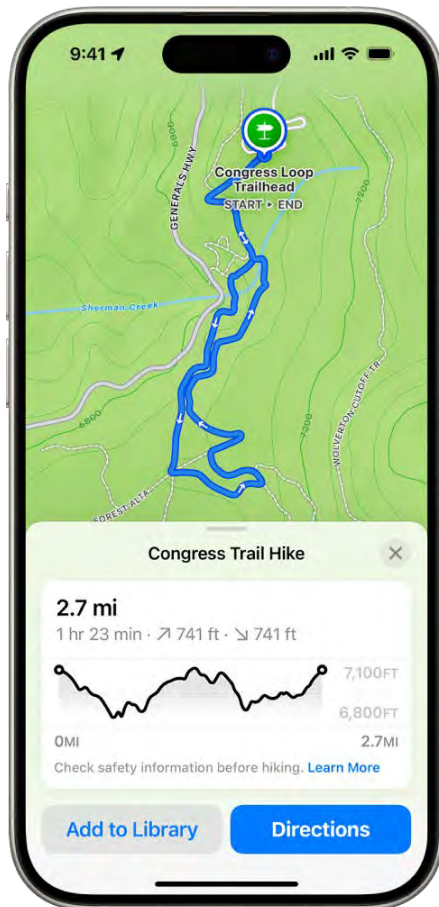 9:41
6800
Congress Loop
Trailhead
START ▸ END
7200
GENERALS HWY
Sherman Creek
6800
7200
WOLVERTON CUTOFF TR.
FOREST-ALTA
Congress Trail Hike
2.7 mi
1 hr 23 min · ↗ 741 ft · ↘ 741 ft
7,100FT
6,800FT
0MI 2.7MI
Check safety information before hiking. Learn More
Add to Library Directions